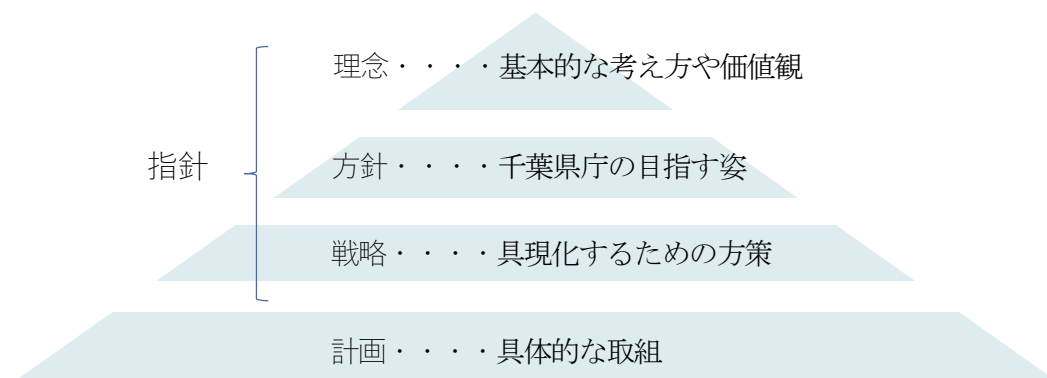 理念・・・・基本的な考え方や価値観
指針
方針・・・・千葉県庁の目指す姿
戦略・・・・具現化するための方策
計画・・・・具体的な取組